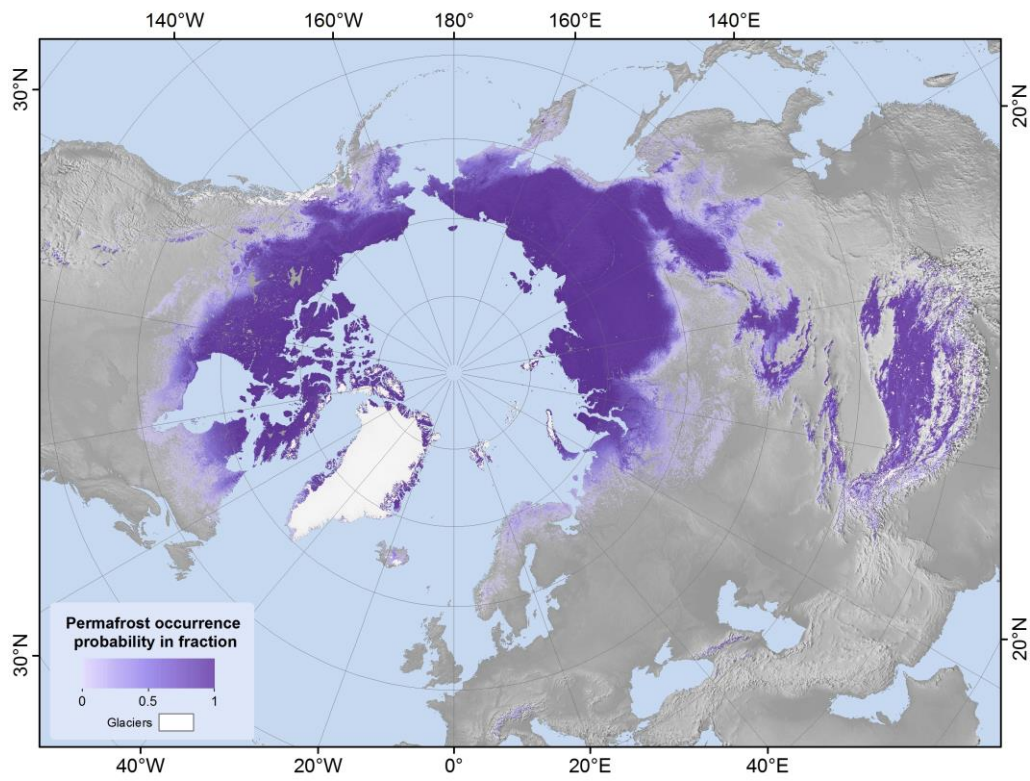 140°W 160°W 180° 160°E 140°E
30°N 20°N
30°N 20°N
Permafrost occurrence
probability in fraction
0 0.5 1
Glaciers
40°W 20°W 0° 20°E 40°E